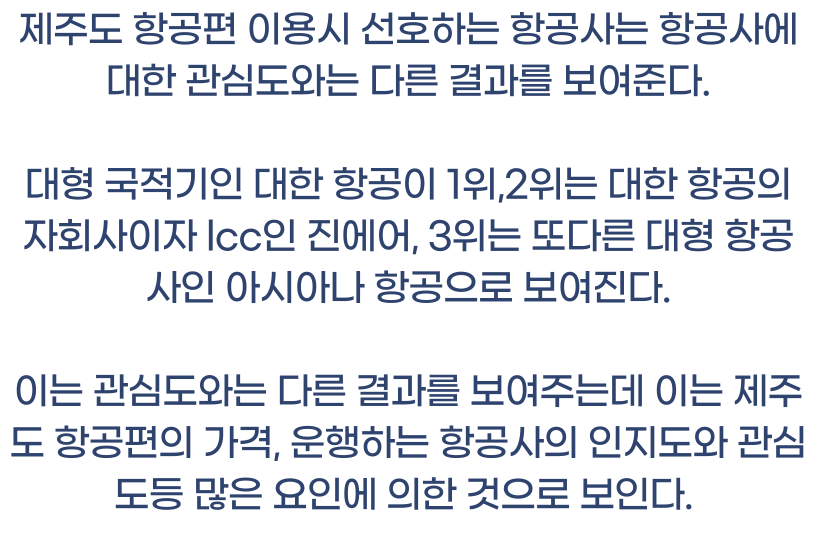 제주도 항공편 이용시 선호하는 항공사는 항공사에
대한 관심도와는 다른 결과를 보여준다.
대형 국적기인 대한 항공이 1위,2위는 대한 항공의
자회사이자 lcc인 진에어, 3위는 또다른 대형 항공
사인 아시아나 항공으로 보여진다.
이는 관심도와는 다른 결과를 보여주는데 이는 제주
도 항공편의 가격, 운행하는 항공사의 인지도와 관심
도등 많은 요인에 의한 것으로 보인다.